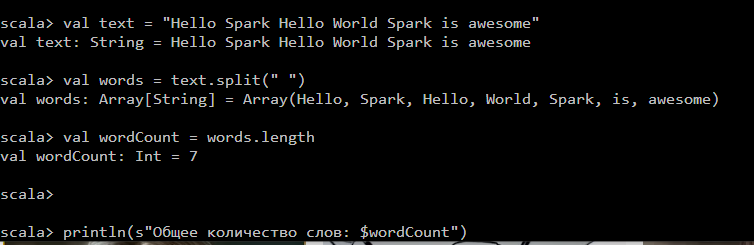 scala> val text = "Hello Spark Hello World Spark is awesome"
val text: String = Hello Spark Hello World Spark is awesome
scala> val words = text.split(" ")
val words: Array[String] = Array(Hello, Spark, Hello, World, Spark, is, awesome)
scala> val wordCount = words.length
val wordCount: Int = 7
scala>
scala> println(s"Общее количество слов: $wordCount")